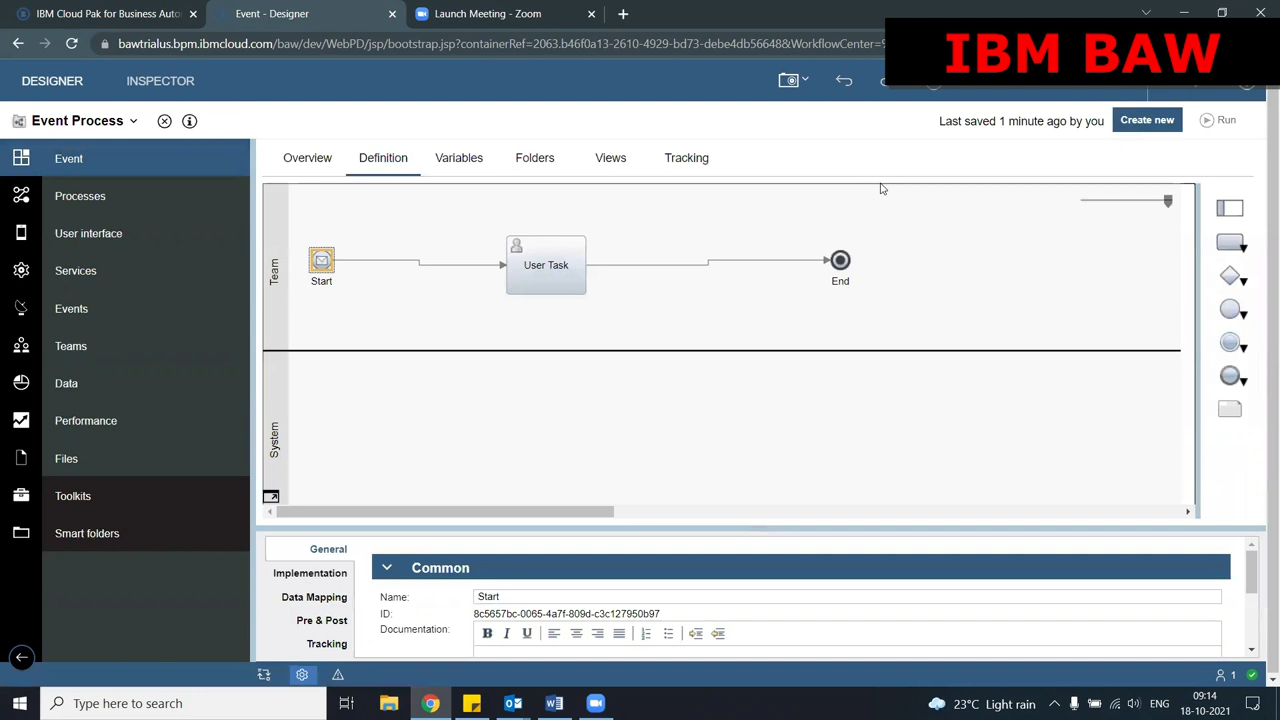 IBM Cloud Pak for Business Auto
Event - Designer
Launch Meeting - Zoom
bawtrialus.bpm.ibmcloud.com/baw/dev/WebPD/jsp/bootstrap.jsp?containerRef=2063.b46f0a13-2610-4929-bd73-debe4db56648&WorkflowCenter=
IBM BAW
DESIGNER
INSPECTOR
Event Process
Last saved 1 minute ago by you
Create new
Run
Event
Processes
User interface
Services
Events
Teams
Data
Performance
Files
Toolkits
Smart folders
Overview
Definition
Variables
Folders
Views
Tracking
Team
Start
User Task
End
System
General
Implementation
Data Mapping
Pre & Post
Tracking
Common
Name:
Start
ID:
8c5657bc-0065-4a7f-809d-c3c127950b97
Documentation:
B I U
1
Type here to search
23°C Light rain
ENG
09:14
18-10-2021